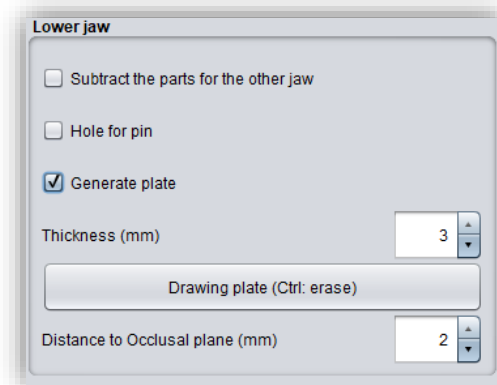 Lower jaw
Subtract the parts for the other jaw
Hole for pin
Generate plate
Thickness (mm) 3
Drawing plate (Ctrl: erase)
Distance to Occlusal plane (mm) 2